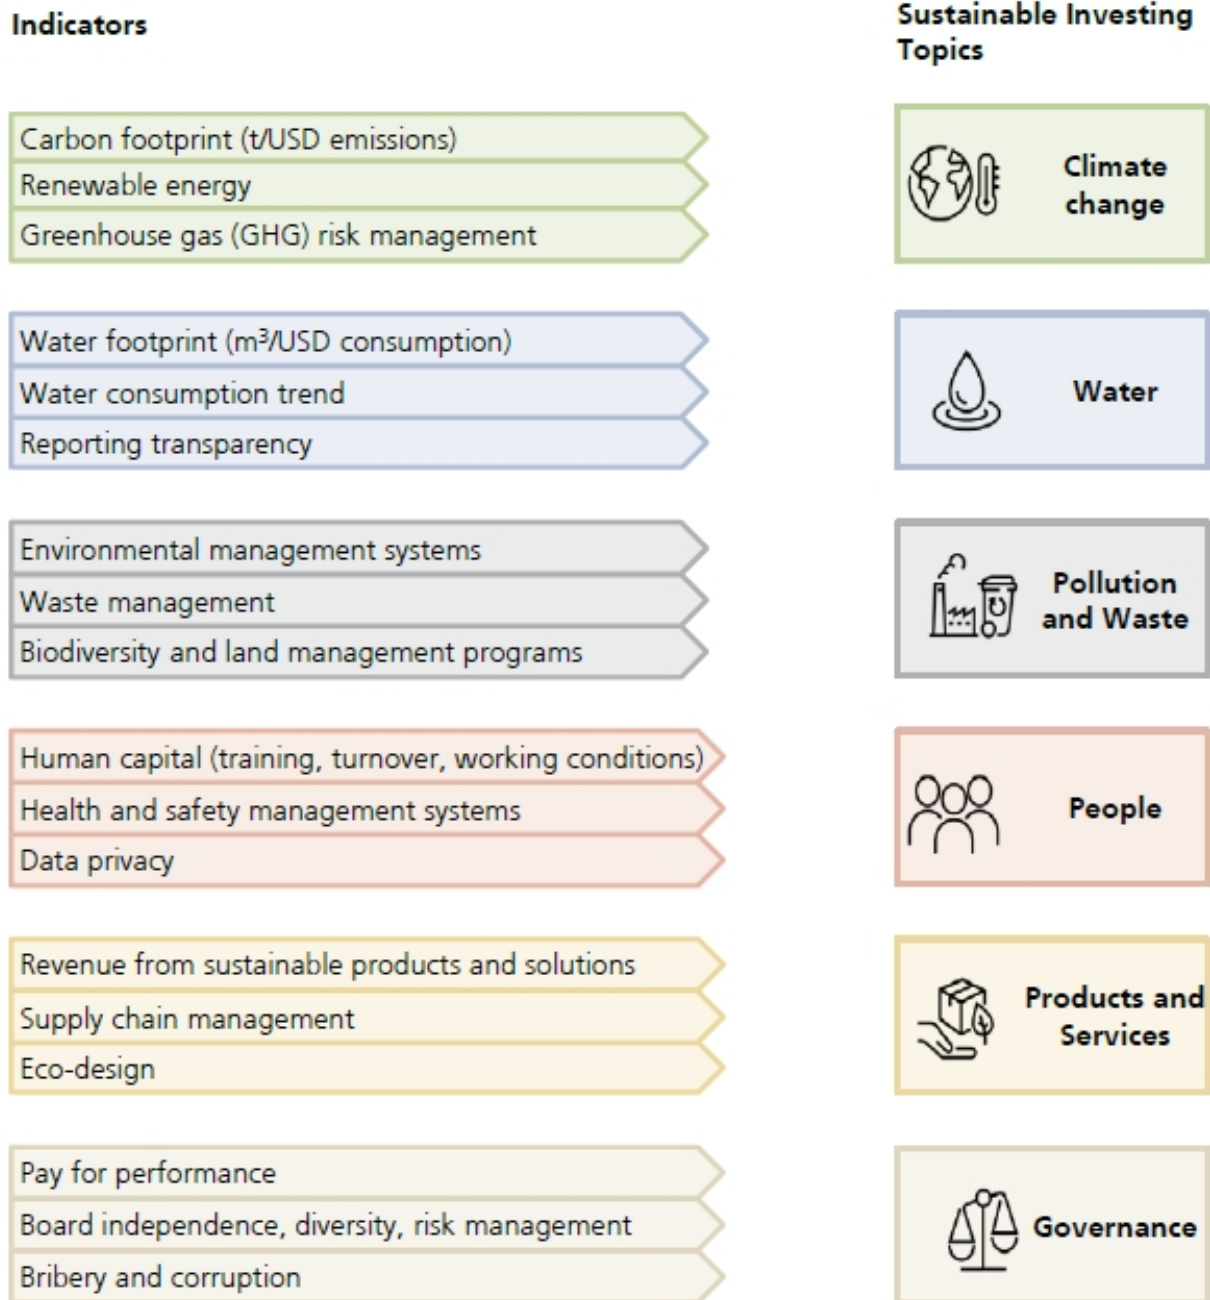 Indicators
Sustainable Investing
Topics
Carbon footprint (t/USD emissions)
Renewable energy
Greenhouse gas (GHG) risk management
Climate
change
Water footprint (m³/USD consumption)
Water consumption trend
Reporting transparency
Water
Environmental management systems
Waste management
Biodiversity and land management programs
Pollution
and Waste
Human capital (training, turnover, working conditions)
Health and safety management systems
Data privacy
People
Revenue from sustainable products and solutions
Supply chain management
Eco-design
Products and
Services
Pay for performance
Board independence, diversity, risk management
Bribery and corruption
Governance